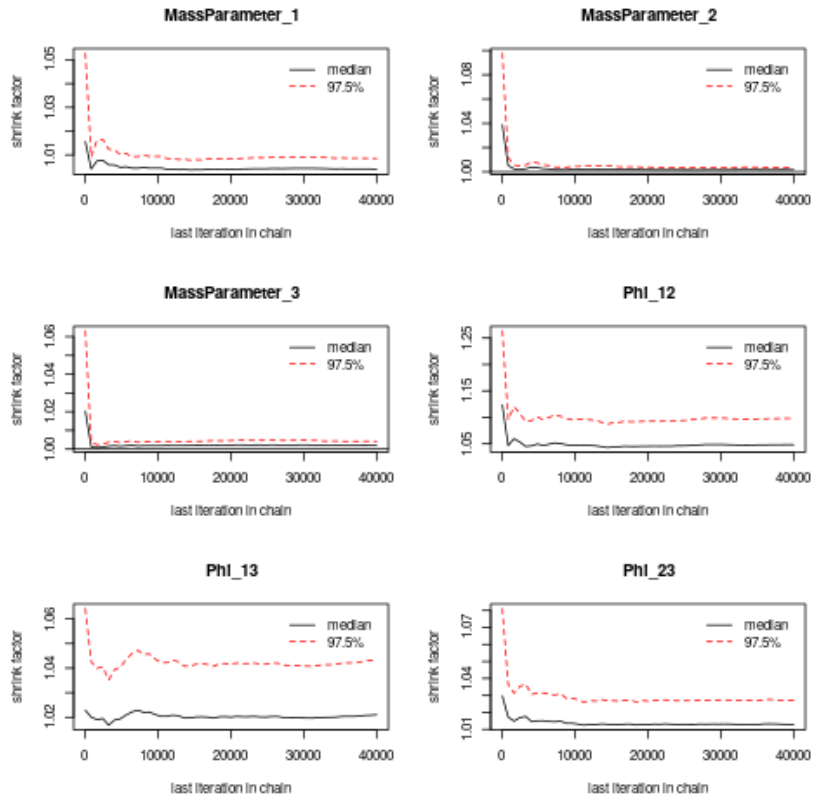 MassParameter_1
shrink factor
1.01 1.03 1.05
median
97.5%
0 10000 20000 30000 40000
last iteration in chain
MassParameter_2
shrink factor
1.00 1.04 1.08
median
97.5%
0 10000 20000 30000 40000
last iteration in chain
MassParameter_3
shrink factor
1.00 1.02 1.04 1.06
median
97.5%
0 10000 20000 30000 40000
last iteration in chain
Phi_12
shrink factor
1.05 1.15 1.25
median
97.5%
0 10000 20000 30000 40000
last iteration in chain
Phi_13
shrink factor
1.02 1.04 1.06
median
97.5%
0 10000 20000 30000 40000
last iteration in chain
Phi_23
shrink factor
1.01 1.04 1.07
median
97.5%
0 10000 20000 30000 40000
last iteration in chain